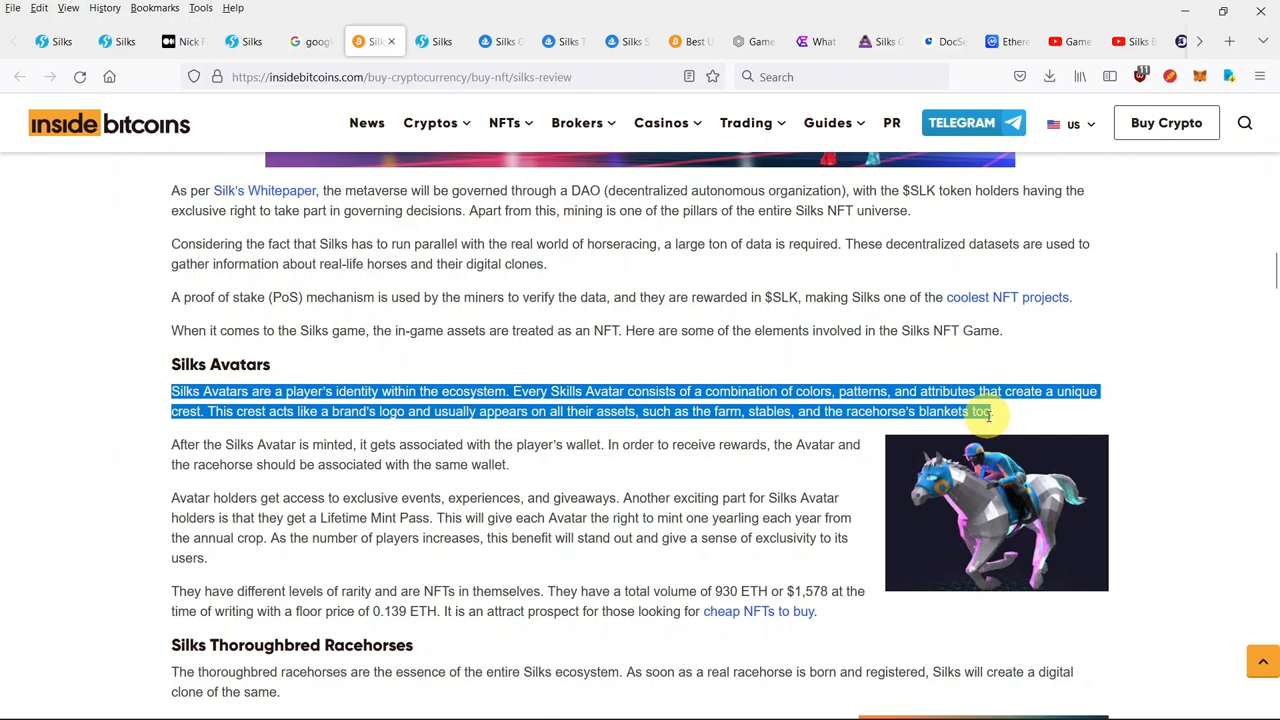 File Edit View History Bookmarks Tools Help
Silks Silks Nick F Silks googl Silk Silks Silks G Silks T Silks S Best U Game What Silks G DocSe Ethere Game Silks B
https://insidebitcoins.com/buy-cryptocurrency/buy-nft/silks-review Search 11
insidebitcoins News Cryptos NFTs Brokers Casinos Trading Guides PR TELEGRAM US Buy Crypto
As per Silk's Whitepaper, the metaverse will be governed through a DAO (decentralized autonomous organization), with the $SLK token holders having the
exclusive right to take part in governing decisions. Apart from this, mining is one of the pillars of the entire Silks NFT universe.
Considering the fact that Silks has to run parallel with the real world of horseracing, a large ton of data is required. These decentralized datasets are used to
gather information about real-life horses and their digital clones.
A proof of stake (PoS) mechanism is used by the miners to verify the data, and they are rewarded in $SLK, making Silks one of the coolest NFT projects.
When it comes to the Silks game, the in-game assets are treated as an NFT. Here are some of the elements involved in the Silks NFT Game.
Silks Avatars
Silks Avatars are a player's identity within the ecosystem. Every Skills Avatar consists of a combination of colors, patterns, and attributes that create a unique
crest. This crest acts like a brand's logo and usually appears on all their assets, such as the farm, stables, and the racehorse's blankets too.
After the Silks Avatar is minted, it gets associated with the player's wallet. In order to receive rewards, the Avatar and
the racehorse should be associated with the same wallet.
Avatar holders get access to exclusive events, experiences, and giveaways. Another exciting part for Silks Avatar
holders is that they get a Lifetime Mint Pass. This will give each Avatar the right to mint one yearling each year from
the annual crop. As the number of players increases, this benefit will stand out and give a sense of exclusivity to its
users.
They have different levels of rarity and are NFTs in themselves. They have a total volume of 930 ETH or $1,578 at the
time of writing with a floor price of 0.139 ETH. It is an attract prospect for those looking for cheap NFTs to buy.
Silks Thoroughbred Racehorses
The thoroughbred racehorses are the essence of the entire Silks ecosystem. As soon as a real racehorse is born and registered, Silks will create a digital
clone of the same.